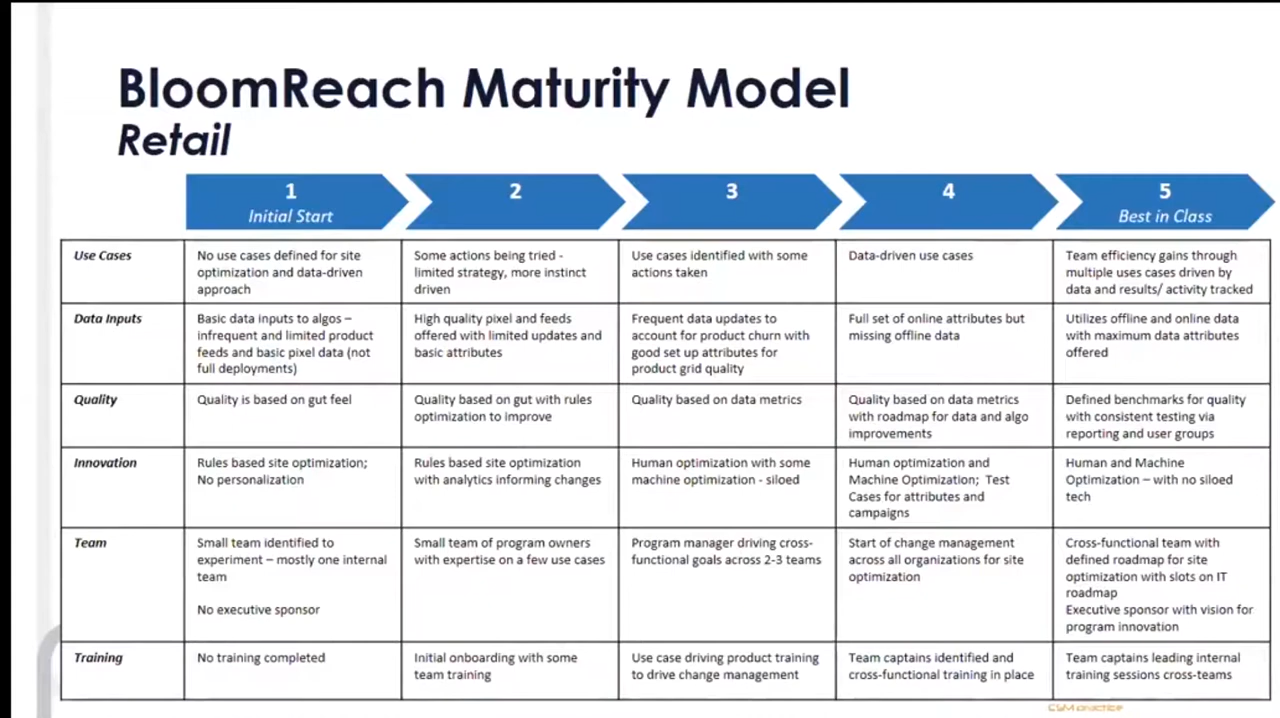 BloomReach Maturity Model
Retail
1
Initial Start
2
3
4
5
Best in Class
Use Cases
No use cases defined for site
optimization and data-driven
approach
Some actions being tried -
limited strategy, more instinct
driven
Use cases identified with some
actions taken
Data-driven use cases
Team efficiency gains through
multiple uses cases driven by
data and results/ activity tracked
Data Inputs
Basic data inputs to algos –
infrequent and limited product
feeds and basic pixel data (not
full deployments)
High quality pixel and feeds
offered with limited updates and
basic attributes
Frequent data updates to
account for product churn with
good set up attributes for
product grid quality
Full set of online attributes but
missing offline data
Utilizes offline and online data
with maximum data attributes
offered
Quality
Quality is based on gut feel
Quality based on gut with rules
optimization to improve
Quality based on data metrics
Quality based on data metrics
with roadmap for data and algo
improvements
Defined benchmarks for quality
with consistent testing via
reporting and user groups
Innovation
Rules based site optimization;
No personalization
Rules based site optimization
with analytics informing changes
Human optimization with some
machine optimization - siloed
Human optimization and
Machine Optimization; Test
Cases for attributes and
campaigns
Human and Machine
Optimization – with no siloed
tech
Team
Small team identified to
experiment – mostly one internal
team
No executive sponsor
Small team of program owners
with expertise on a few use cases
Program manager driving cross-
functional goals across 2-3 teams
Start of change management
across all organizations for site
optimization
Cross-functional team with
defined roadmap for site
optimization with slots on IT
roadmap
Executive sponsor with vision for
program innovation
Training
No training completed
Initial onboarding with some
team training
Use case driving product training
to drive change management
Team captains identified and
cross-functional training in place
Team captains leading internal
training sessions cross-teams
CSM practice